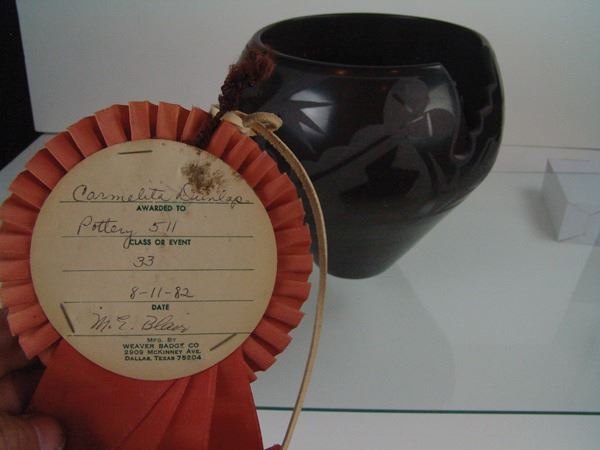 Carmelita Dunlap
AWARDED TO
Pottery 511
CLASS OR EVENT
33
8-11-82
DATE
M.E. Blair
MFG. BY
WEAVER BADGE CO
2909 McKINNEY AVE.
DALLAS, TEXAS 75204